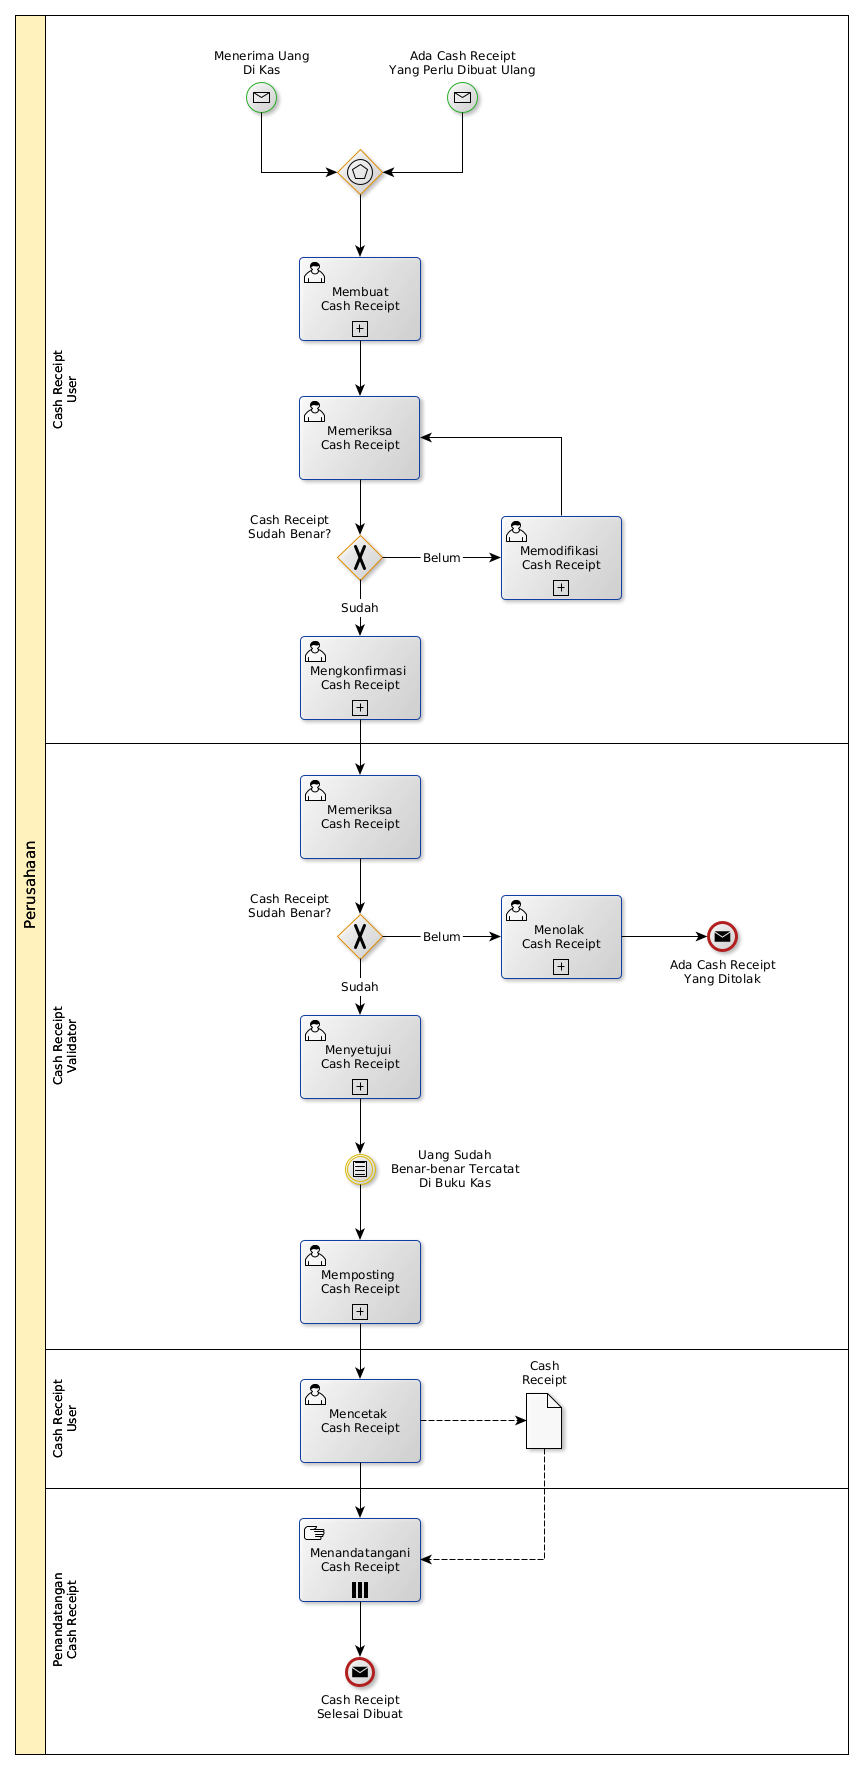 Perusahaan
Cash Receipt
User
Menerima Uang
Di Kas
Ada Cash Receipt
Yang Perlu Dibuat Ulang
Membuat
Cash Receipt
Memeriksa
Cash Receipt
Cash Receipt
Sudah Benar?
Belum
Memodifikasi
Cash Receipt
Sudah
Mengkonfirmasi
Cash Receipt
Cash Receipt
Validator
Memeriksa
Cash Receipt
Cash Receipt
Sudah Benar?
Belum
Menolak
Cash Receipt
Ada Cash Receipt
Yang Ditolak
Sudah
Menyetujui
Cash Receipt
Uang Sudah
Benar-benar Tercatat
Di Buku Kas
Memposting
Cash Receipt
Cash Receipt
User
Mencetak
Cash Receipt
Cash
Receipt
Penandatangan
Cash Receipt
Menandatangani
Cash Receipt
Cash Receipt
Selesai Dibuat